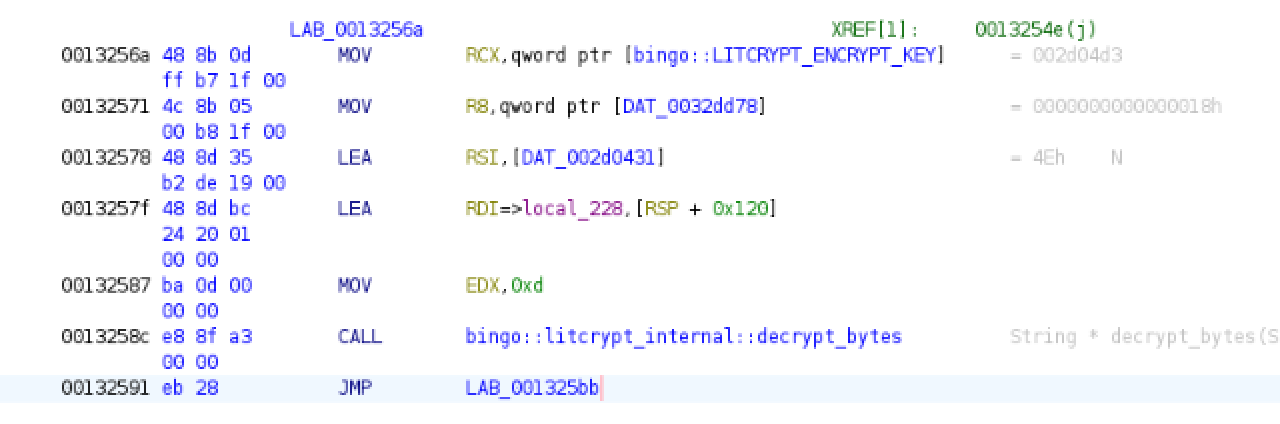 LAB_0013256a XREF[1]: 0013254e(j)
0013256a 48 8b 0d MOV RCX,qword ptr [bingo::LITCRYPT_ENCRYPT_KEY] = 002d04d3
ff b7 1f 00
00132571 4c 8b 05 MOV R8,qword ptr [DAT_0032dd78] = 0000000000000018h
00 b8 1f 00
00132578 48 8d 35 LEA RSI,[DAT_002d0431] = 4Eh N
b2 de 19 00
0013257f 48 8d bc LEA RDI=>local_228,[RSP + 0x120]
24 20 01
00 00
00132587 ba 0d 00 MOV EDX,0xd
00 00
0013258c e8 8f a3 CALL bingo::litcrypt_internal::decrypt_bytes String * decrypt_bytes(S
00 00
00132591 eb 28 JMP LAB_001325bb